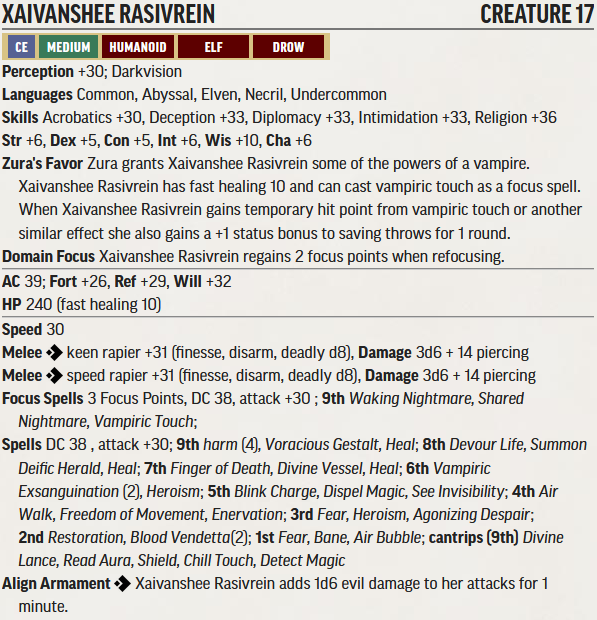 XAIVANSHEE RASIVREIN CREATURE 17
CE MEDIUM HUMANOID ELF DROW
Perception +30; Darkvision
Languages Common, Abyssal, Elven, Necril, Undercommon
Skills Acrobatics +30, Deception +33, Diplomacy +33, Intimidation +33, Religion +36
Str +6, Dex +5, Con +5, Int +6, Wis +10, Cha +6
Zura's Favor Zura grants Xaivanshee Rasivrein some of the powers of a vampire.
Xaivanshee Rasivrein has fast healing 10 and can cast vampiric touch as a focus spell.
When Xaivanshee Rasivrein gains temporary hit point from vampiric touch or another
similar effect she also gains a +1 status bonus to saving throws for 1 round.
Domain Focus Xaivanshee Rasivrein regains 2 focus points when refocusing.
AC 39; Fort +26, Ref +29, Will +32
HP 240 (fast healing 10)
Speed 30
Melee keen rapier +31 (finesse, disarm, deadly d8), Damage 3d6 + 14 piercing
Melee speed rapier +31 (finesse, disarm, deadly d8), Damage 3d6 + 14 piercing
Focus Spells 3 Focus Points, DC 38, attack +30 ; 9th Waking Nightmare, Shared
Nightmare, Vampiric Touch;
Spells DC 38 , attack +30; 9th harm (4), Voracious Gestalt, Heal; 8th Devour Life, Summon
Deific Herald, Heal; 7th Finger of Death, Divine Vessel, Heal; 6th Vampiric
Exsanguination (2), Heroism; 5th Blink Charge, Dispel Magic, See Invisibility; 4th Air
Walk, Freedom of Movement, Enervation; 3rd Fear, Heroism, Agonizing Despair;
2nd Restoration, Blood Vendetta(2); 1st Fear, Bane, Air Bubble; cantrips (9th) Divine
Lance, Read Aura, Shield, Chill Touch, Detect Magic
Align Armament Xaivanshee Rasivrein adds 1d6 evil damage to her attacks for 1
minute.